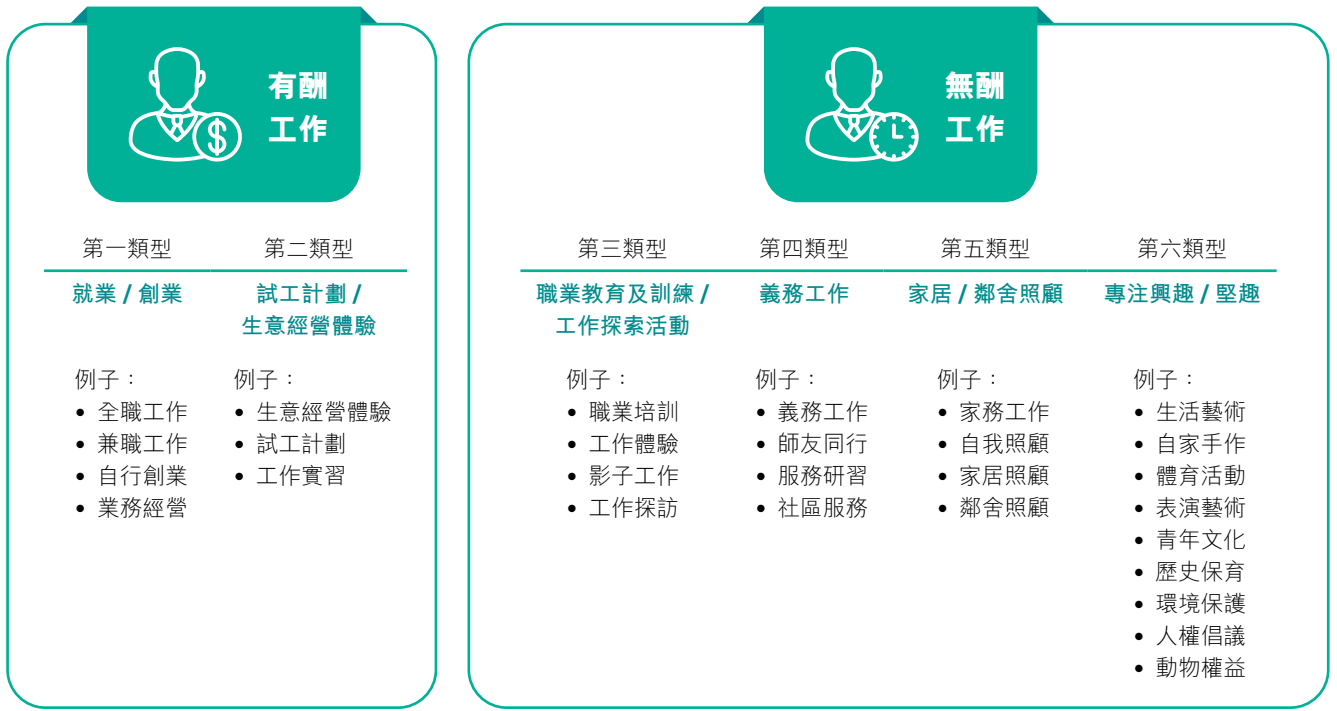 有酬
工作
第一類型
就業 / 創業
例子：
• 全職工作
• 兼職工作
• 自行創業
• 業務經營
第二類型
試工計劃 /
生意經營體驗
例子：
• 生意經營體驗
• 試工計劃
• 工作實習
無酬
工作
第三類型
職業教育及訓練 /
工作探索活動
例子：
• 職業培訓
• 工作體驗
• 影子工作
• 工作探訪
第四類型
義務工作
例子：
• 義務工作
• 師友同行
• 服務研習
• 社區服務
第五類型
家居 / 鄰舍照顧
例子：
• 家務工作
• 自我照顧
• 家居照顧
• 鄰舍照顧
第六類型
專注興趣 / 堅趣
例子：
• 生活藝術
• 自家手作
• 體育活動
• 表演藝術
• 青年文化
• 歷史保育
• 環境保護
• 人權倡議
• 動物權益